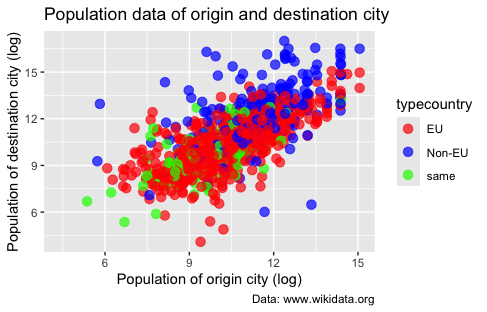 Population data of origin and destination city
Population of destination city (log)
15
12
9
6
6
9
12
15
Population of origin city (log)
typecountry
EU
Non-EU
same
Data: www.wikidata.org